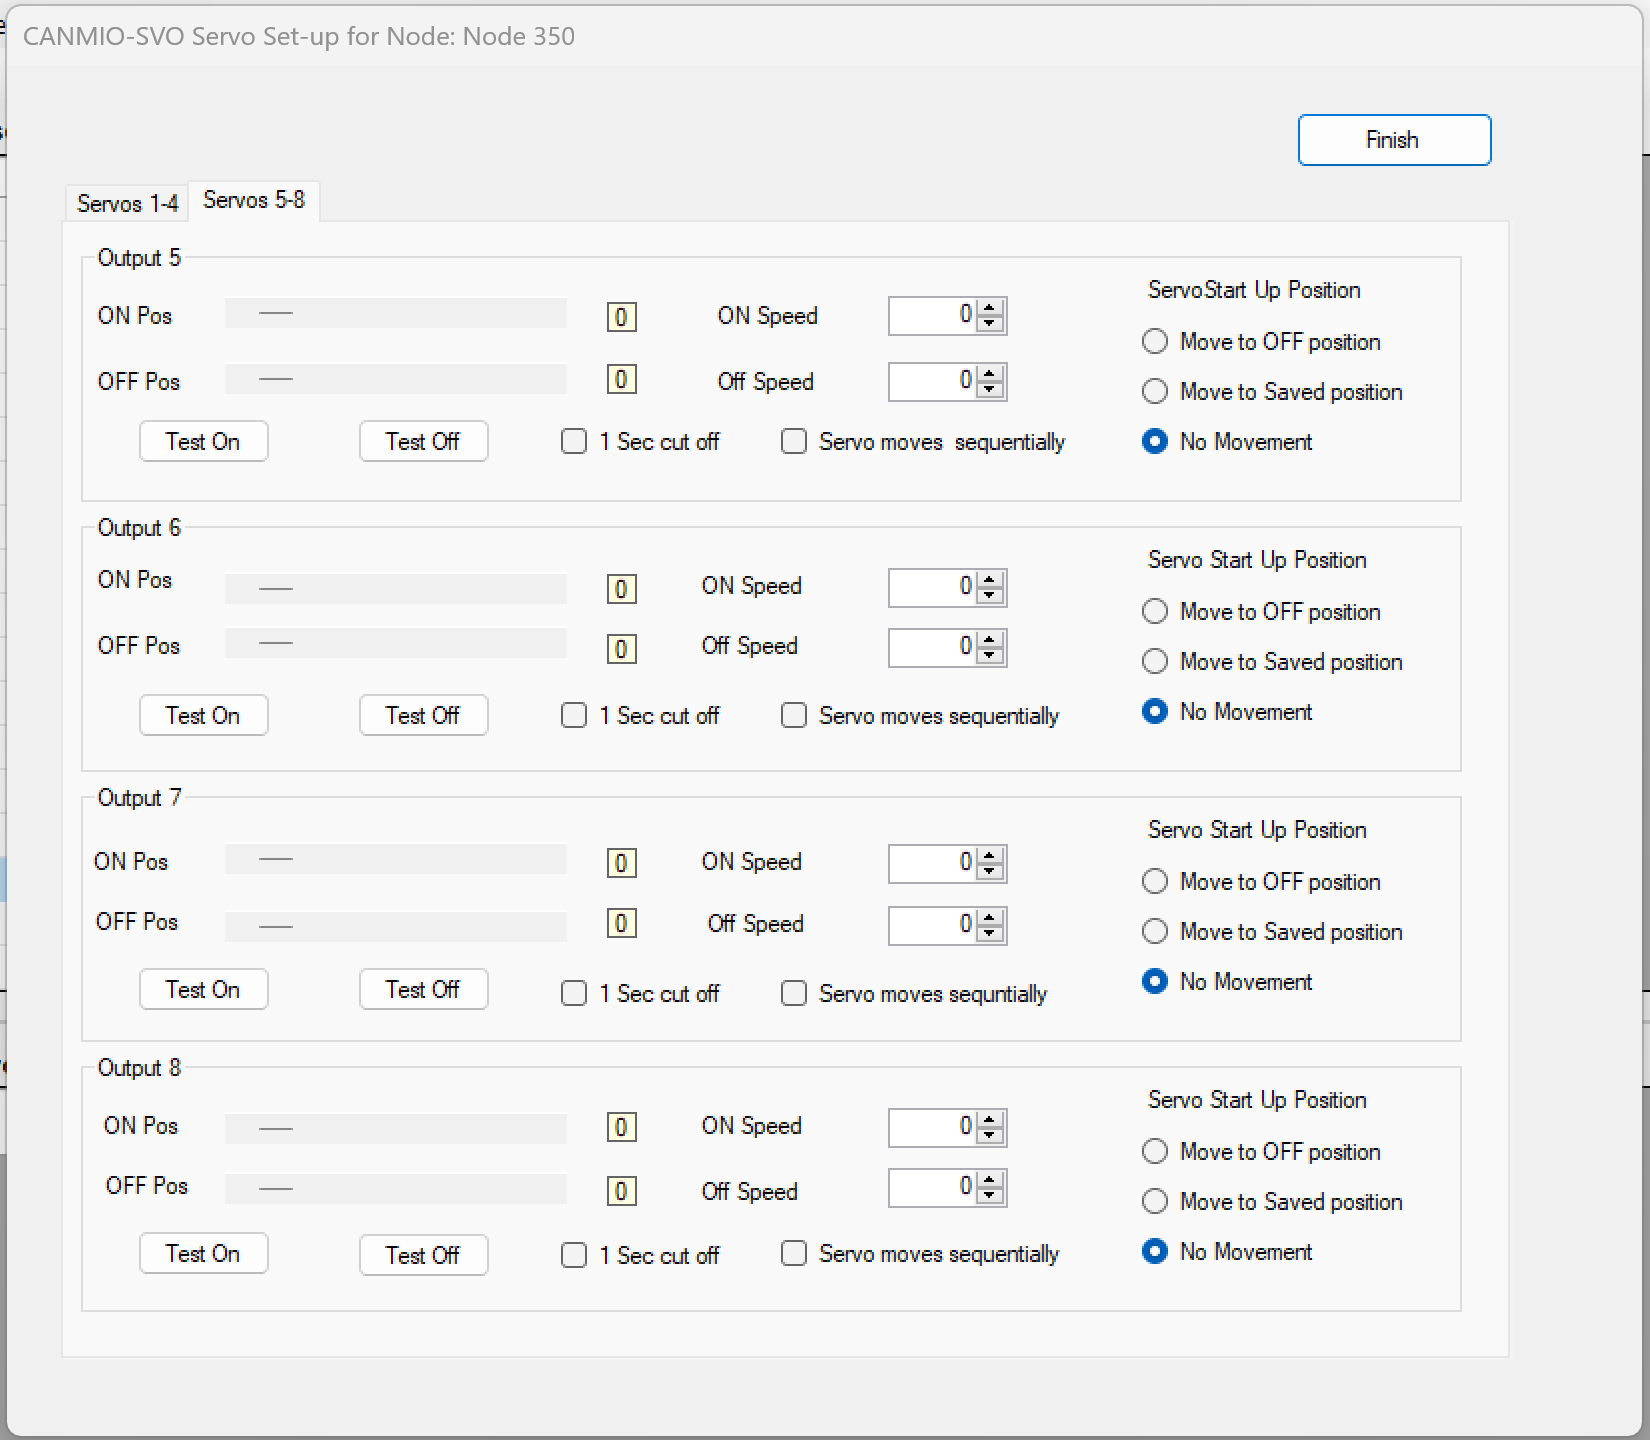 CANMIO-SVO Servo Set-up for Node: Node 350
Finish
Servos 1-4 Servos 5-8
Output 5
ServoStart Up Position
ON Pos 0 ON Speed 0
Move to OFF position
OFF Pos 0 Off Speed 0
Move to Saved position
Test On Test Off 1 Sec cut off Servo moves  sequentially No Movement
Output 6
Servo Start Up Position
ON Pos 0 ON Speed 0
Move to OFF position
OFF Pos 0 Off Speed 0
Move to Saved position
Test On Test Off 1 Sec cut off Servo moves sequentially No Movement
Output 7
Servo Start Up Position
ON Pos 0 ON Speed 0
Move to OFF position
OFF Pos 0 Off Speed 0
Move to Saved position
Test On Test Off 1 Sec cut off Servo moves sequntially No Movement
Output 8
Servo Start Up Position
ON Pos 0 ON Speed 0
Move to OFF position
OFF Pos 0 Off Speed 0
Move to Saved position
Test On Test Off 1 Sec cut off Servo moves sequentially No Movement